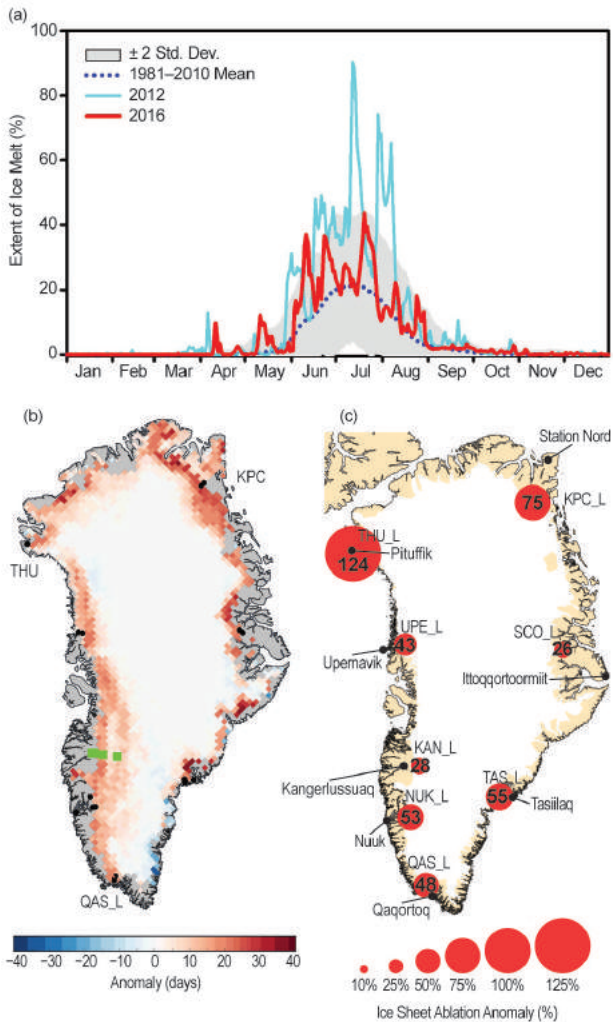 (a)
100
80
60
40
20
0
Extent of Ice Melt (%)
± 2 Std. Dev.
1981–2010 Mean
2012
2016
Jan Feb Mar Apr May Jun Jul Aug Sep Oct Nov Dec
(b)
KPC
THU
QAS_L
−40 −30 −20 −10 0 10 20 30 40
Anomaly (days)
(c)
Station Nord
75
KPC_L
THU_L
Pituffik
124
UPE_L
43
Upernavik
SCO_L
26
Ittoqqortoormiit
KAN_L
28
Kangerlussuaq
TAS_L
55
Tasiilaq
NUK_L
53
Nuuk
QAS_L
48
Qaqortoq
10% 25% 50% 75% 100% 125%
Ice Sheet Ablation Anomaly (%)